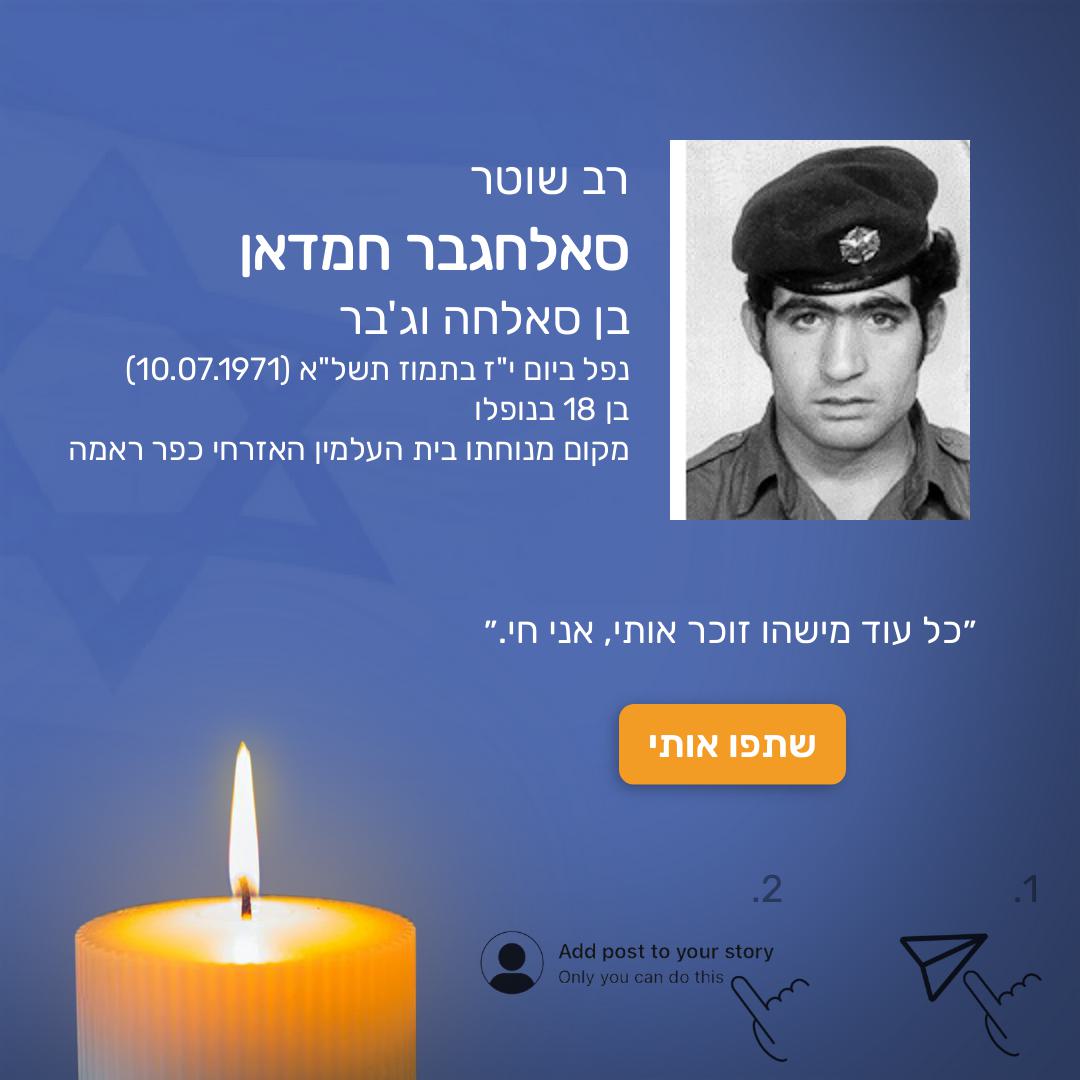 רב שוטר
סאלחגבר חמדאן
בן סאלחה וג'בר
נפל ביום י"ז בתמוז תשל"א (10.07.1971)
בן 18 בנופלו
מקום מנוחתו בית העלמין האזרחי כפר ראמה
״כל עוד מישהו זוכר אותי, אני חי.״
שתפו אותי
.1
.2
Add post to your story
Only you can do this